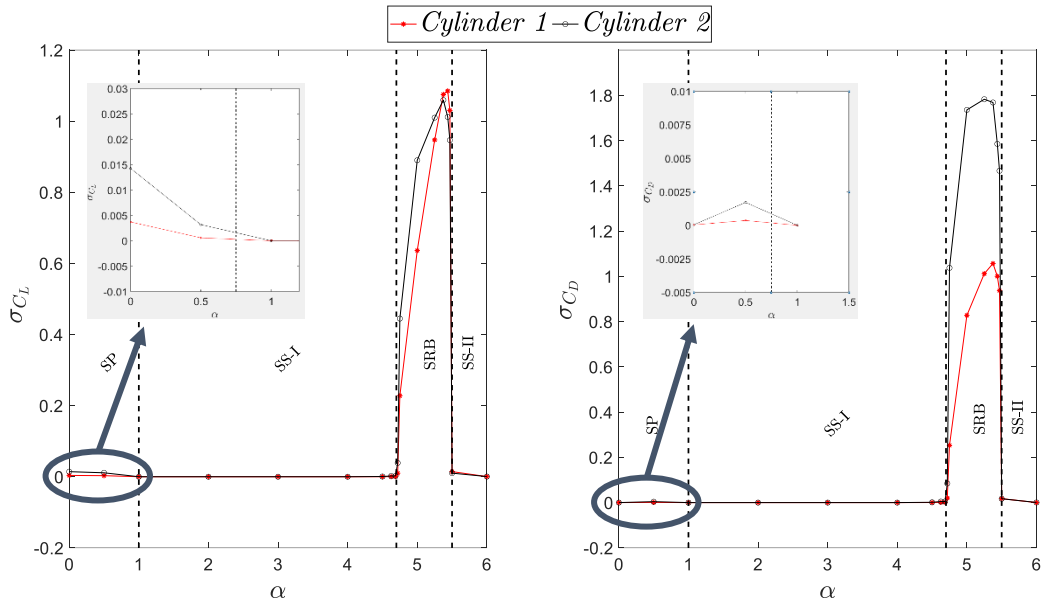 Cylinder 1 Cylinder 2
1.2
1
0.8
0.6
0.4
0.2
0
-0.2
σ_{C_L}
0 1 2 3 4 5 6
α
SP
SS-I
SRB
SS-II
0.03
0.025
0.02
0.015
0.01
0.005
0
-0.005
-0.01
σ_{C_L}
0 0.5 1
α
1.8
1.6
1.4
1.2
1
0.8
0.6
0.4
0.2
0
-0.2
σ_{C_D}
0 1 2 3 4 5 6
α
SP
SS-I
SRB
SS-II
0.01
0.0075
0.005
0.0025
0
-0.0025
-0.005
σ_{C_D}
0 0.5 1 1.5
α